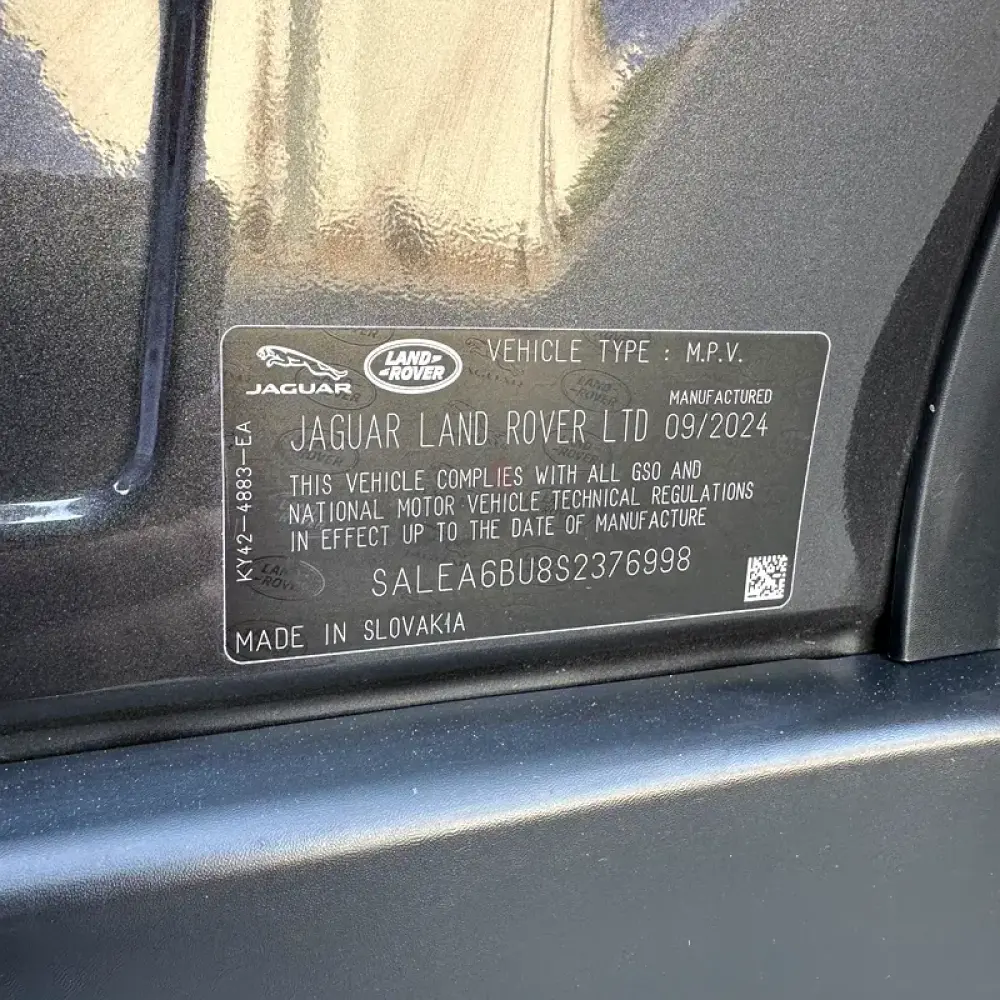 JAGUAR
LAND-
-ROVER
VEHICLE TYPE : M.P.V.
MANUFACTURED
JAGUAR LAND ROVER LTD 09/2024
THIS VEHICLE COMPLIES WITH ALL GSO AND
NATIONAL MOTOR VEHICLE TECHNICAL REGULATIONS
IN EFFECT UP TO THE DATE OF MANUFACTURE
SALEA6BU8S2376998
MADE IN SLOVAKIA
KY42-4883-EA